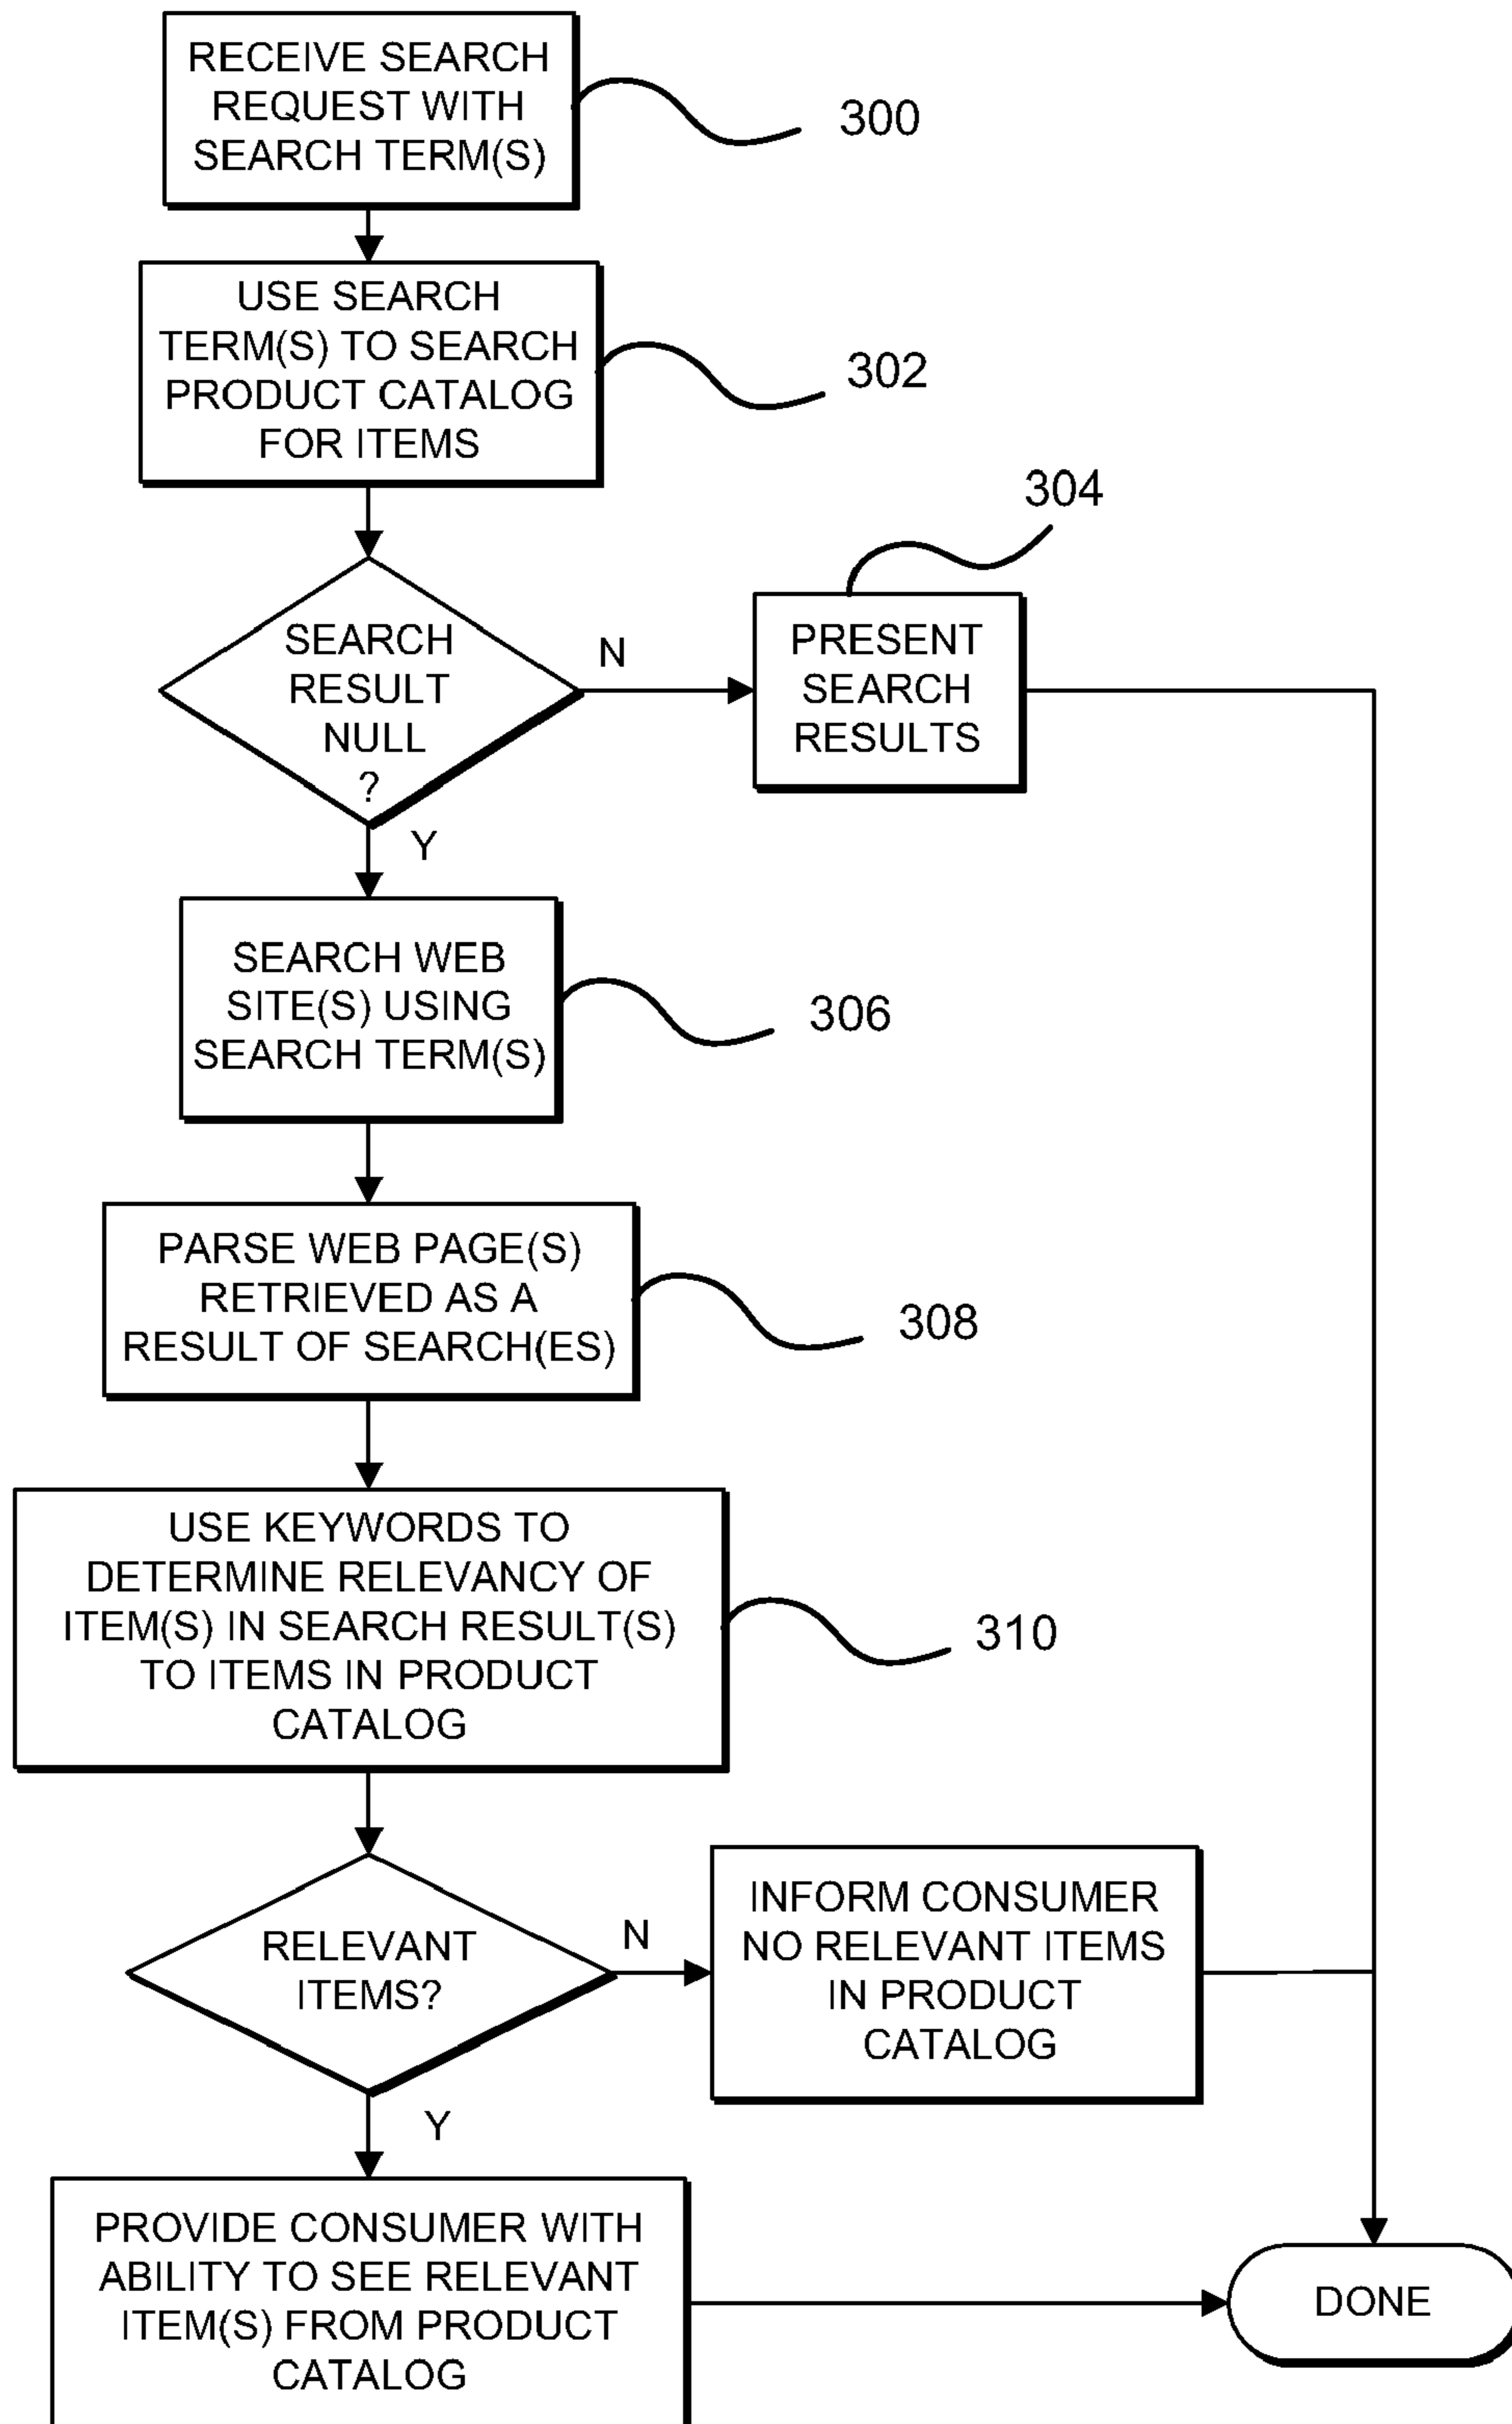 RECEIVE SEARCH
REQUEST WITH
SEARCH TERM(S)
300
USE SEARCH
TERM(S) TO SEARCH
PRODUCT CATALOG
FOR ITEMS
302
304
SEARCH
RESULT
NULL
?
N
PRESENT
SEARCH
RESULTS
Y
SEARCH WEB
SITE(S) USING
SEARCH TERM(S)
306
PARSE WEB PAGE(S)
RETRIEVED AS A
RESULT OF SEARCH(ES)
308
USE KEYWORDS TO
DETERMINE RELEVANCY OF
ITEM(S) IN SEARCH RESULT(S)
TO ITEMS IN PRODUCT
CATALOG
310
RELEVANT
ITEMS?
N
INFORM CONSUMER
NO RELEVANT ITEMS
IN PRODUCT
CATALOG
Y
PROVIDE CONSUMER WITH
ABILITY TO SEE RELEVANT
ITEM(S) FROM PRODUCT
CATALOG
DONE